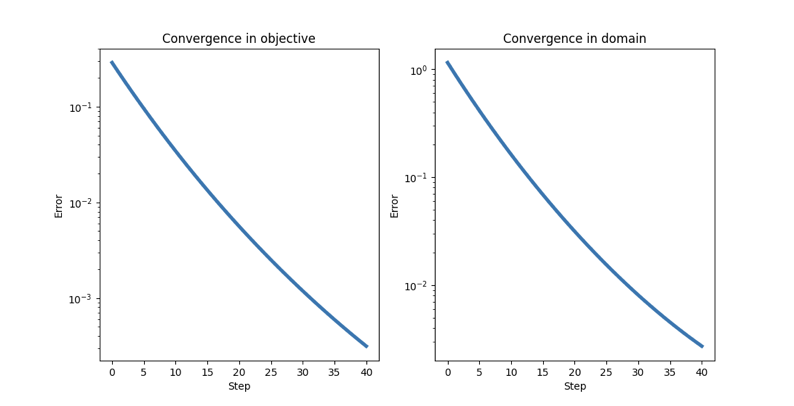 Convergence in objective
Error
10⁻¹
10⁻²
10⁻³
0 5 10 15 20 25 30 35 40
Step
Convergence in domain
Error
10⁰
10⁻¹
10⁻²
0 5 10 15 20 25 30 35 40
Step